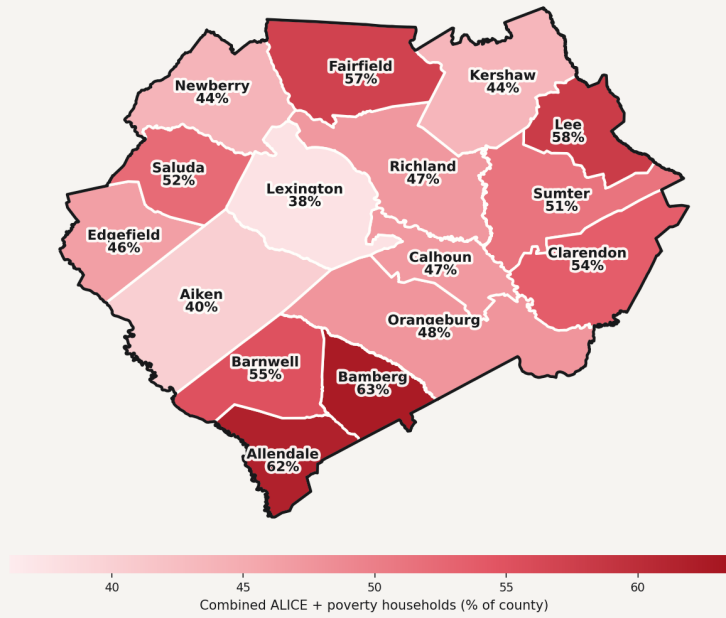 Fairfield
57%
Kershaw
44%
Newberry
44%
Lee
58%
Saluda
52%
Richland
47%
Lexington
38%
Sumter
51%
Edgefield
46%
Calhoun
47%
Clarendon
54%
Aiken
40%
Orangeburg
48%
Barnwell
55%
Bamberg
63%
Allendale
62%
40 45 50 55 60
Combined ALICE + poverty households (% of county)